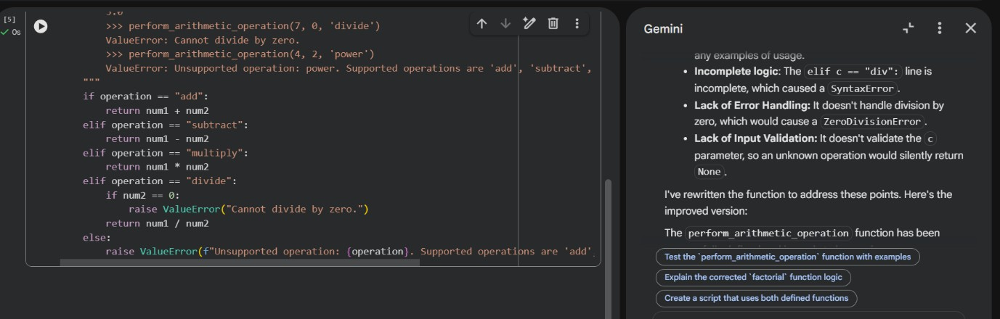 [5]
0s
5.0
>>> perform_arithmetic_operation(7, 0, 'divide')
ValueError: Cannot divide by zero.
>>> perform_arithmetic_operation(4, 2, 'power')
ValueError: Unsupported operation: power. Supported operations are 'add', 'subtract',
"""
if operation == "add":
return num1 + num2
elif operation == "subtract":
return num1 - num2
elif operation == "multiply":
return num1 * num2
elif operation == "divide":
if num2 == 0:
raise ValueError("Cannot divide by zero.")
return num1 / num2
else:
raise ValueError(f"Unsupported operation: {operation}. Supported operations are 'add'
Gemini
any examples of usage.
• Incomplete logic: The elif c == "div": line is
incomplete, which caused a SyntaxError.
• Lack of Error Handling: It doesn't handle division by
zero, which would cause a ZeroDivisionError.
• Lack of Input Validation: It doesn't validate the c
parameter, so an unknown operation would silently return
None.
I've rewritten the function to address these points. Here's the
improved version:
The perform_arithmetic_operation function has been
Test the `perform_arithmetic_operation` function with examples
Explain the corrected `factorial` function logic
Create a script that uses both defined functions